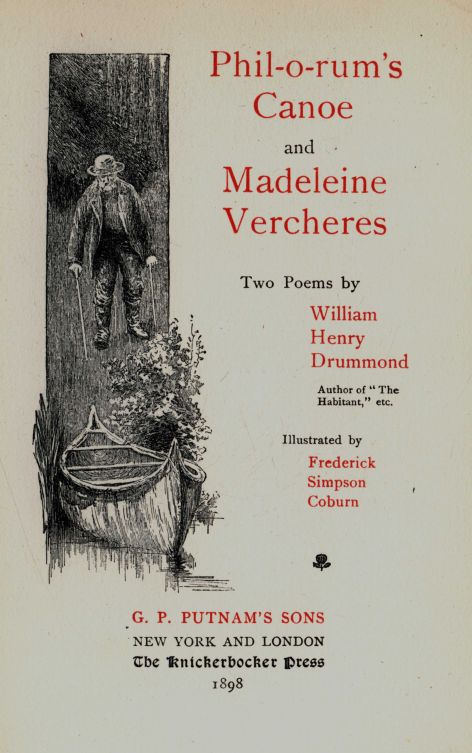 Phil-o-rum's
Canoe
and
Madeleine
Vercheres
Two Poems by
William
Henry
Drummond
Author of "The
Habitant," etc.
Illustrated by
Frederick
Simpson
Coburn
G. P. PUTNAM'S SONS
NEW YORK AND LONDON
The Knickerbocker Press
1898